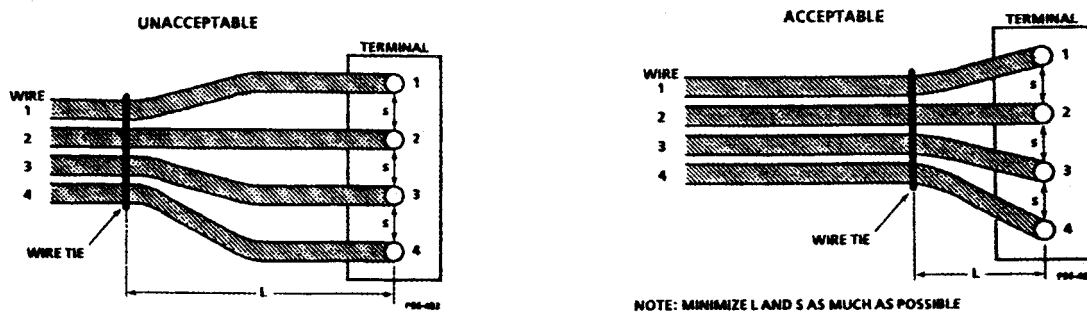 UNACCEPTABLE
TERMINAL
WIRE
1
2
3
4
1
S
2
S
3
S
4
WIRE TIE
L
ACCEPTABLE
TERMINAL
WIRE
1
2
3
4
1
S
2
S
3
S
4
WIRE TIE
L
NOTE: MINIMIZE L AND S AS MUCH AS POSSIBLE